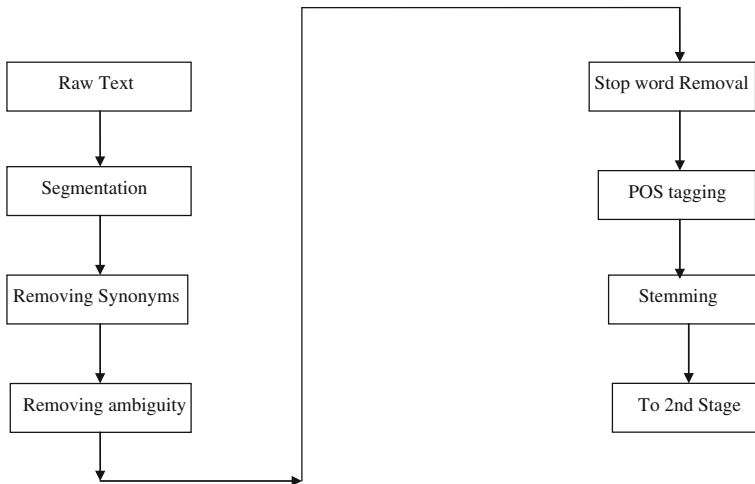 Raw Text
Segmentation
Removing Synonyms
Removing ambiguity
Stop word Removal
POS tagging
Stemming
To 2nd Stage